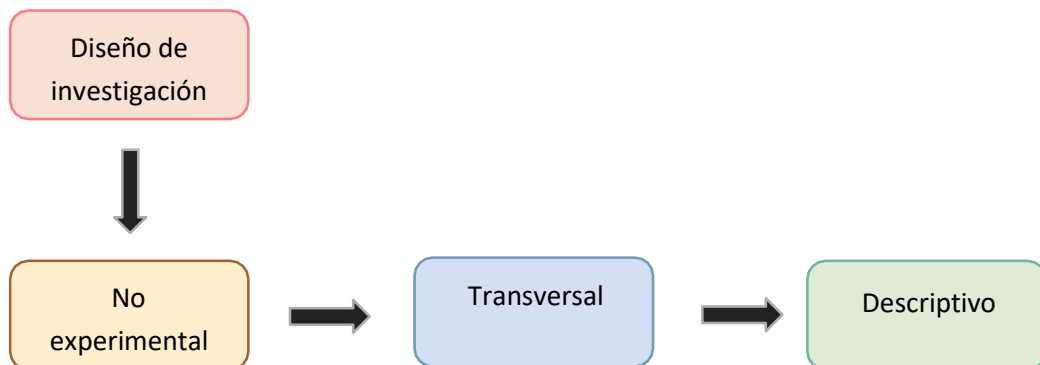 Diseño de
investigación
No
experimental
Transversal
Descriptivo